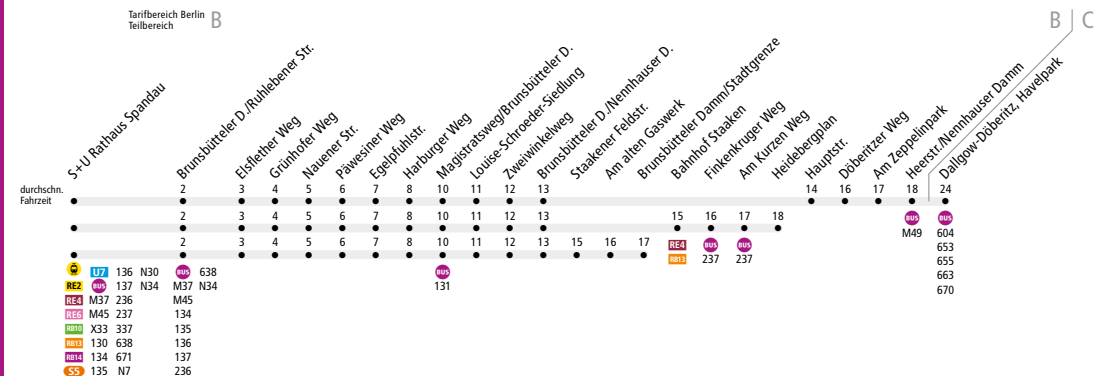 Tarifbereich Berlin
Teilbereich
B
B | C
S+U Rathaus Spandau
Brunsbütteler D./Ruhlebener Str.
Elsflether Weg
Grünhofer Weg
Nauener Str.
Päwesiner Weg
Egelpfuhlstr.
Harburger Weg
Magistratsweg/Brunsbütteler D.
Louise-Schroeder-Siedlung
Zweiwinkelweg
Brunsbütteler D./Nennhauser D.
Staakener Feldstr.
Am alten Gaswerk
Brunsbütteler Damm/Stadtgrenze
Bahnhof Staaken
Finkenkruger Weg
Am Kurzen Weg
Heidebergplan
Hauptstr.
Döberitzer Weg
Am Zeppelinpark
Heerstr./Nennhauser Damm
Dallgow-Döberitz, Havelpark
durchschn.
Fahrzeit
2 3 4 5 6 7 8 10 11 12 13 14 16 17 18 24
2 3 4 5 6 7 8 10 11 12 13 15 16 17 18
2 3 4 5 6 7 8 10 11 12 13 15 16 17
U7 136 N30
RE2 BUS 137 N34
RE4 M37 236
RE6 M45 237
RB10 X33 337
RB13 130 638
RB14 134 671
S5 135 N7
BUS 638
M37 N34
M45
134
135
136
137
236
BUS
131
RE4
RB13
BUS
237
BUS
237
BUS
M49
BUS
604
653
655
663
670